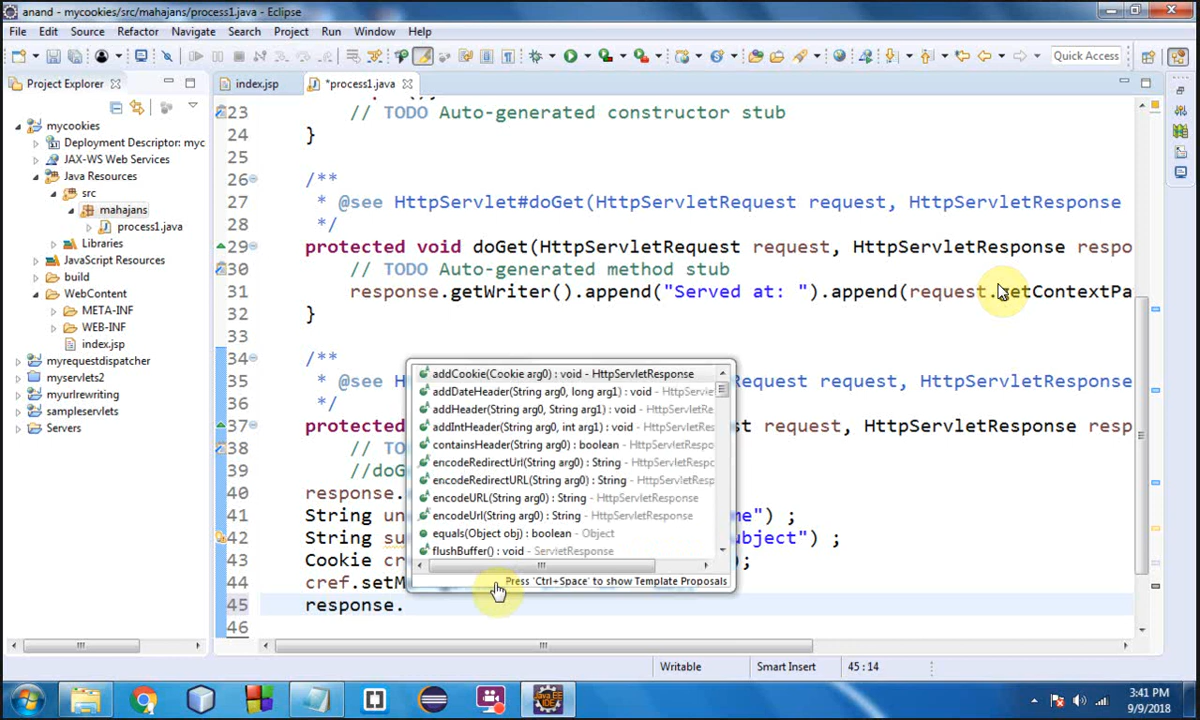 anand - mycookies/src/mahajans/process1.java - Eclipse
File Edit Source Refactor Navigate Search Project Run Window Help
Quick Access
Project Explorer
index.jsp
*process1.java
mycookies
Deployment Descriptor: myc
JAX-WS Web Services
Java Resources
src
mahajans
process1.java
Libraries
JavaScript Resources
build
WebContent
META-INF
WEB-INF
index.jsp
myrequestdispatcher
myservlets2
myurlrewriting
sampleservlets
Servers
23 // TODO Auto-generated constructor stub
24 }
25
26 /**
27 * @see HttpServlet#doGet(HttpServletRequest request, HttpServletResponse
28 */
29 protected void doGet(HttpServletRequest request, HttpServletResponse respo
30 // TODO Auto-generated method stub
31 response.getWriter().append("Served at: ").append(request.getContextPa
32 }
33
34 /**
35 * @see H st request, HttpServletResponse
36 */
37 protected st request, HttpServletResponse resp
38 // TO
39 //doG
40 response.
41 String un me") ;
42 String su ubject") ;
43 Cookie cr ;
44 cref.setM
45 response.
46
addCookie(Cookie arg0) : void - HttpServletResponse
addDateHeader(String arg0, long arg1) : void - HttpServle
addHeader(String arg0, String arg1) : void - HttpServletRe
addIntHeader(String arg0, int arg1) : void - HttpServletRe
containsHeader(String arg0) : boolean - HttpServletResp
encodeRedirectUrl(String arg0) : String - HttpServletRespc
encodeRedirectURL(String arg0) : String - HttpServletResp
encodeURL(String arg0) : String - HttpServletResponse
encodeUrl(String arg0) : String - HttpServletResponse
equals(Object obj) : boolean - Object
flushBuffer() : void - ServletResponse
Press 'Ctrl+Space' to show Template Proposals
Writable Smart Insert 45 : 14
3:41 PM
9/9/2018